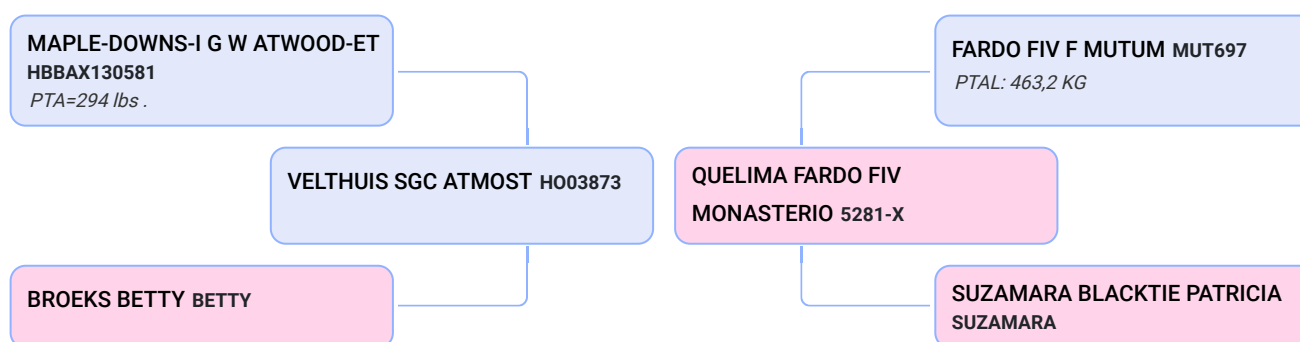 MAPLE-DOWNS-I G W ATWOOD-ET
HBBAX130581
PTA=294 lbs .
FARDO FIV F MUTUM MUT697
PTAL: 463,2 KG
VELTHUIS SGC ATMOST HO03873
QUELIMA FARDO FIV
MONASTERIO 5281-X
BROEKS BETTY BETTY
SUZAMARA BLACKTIE PATRICIA
SUZAMARA